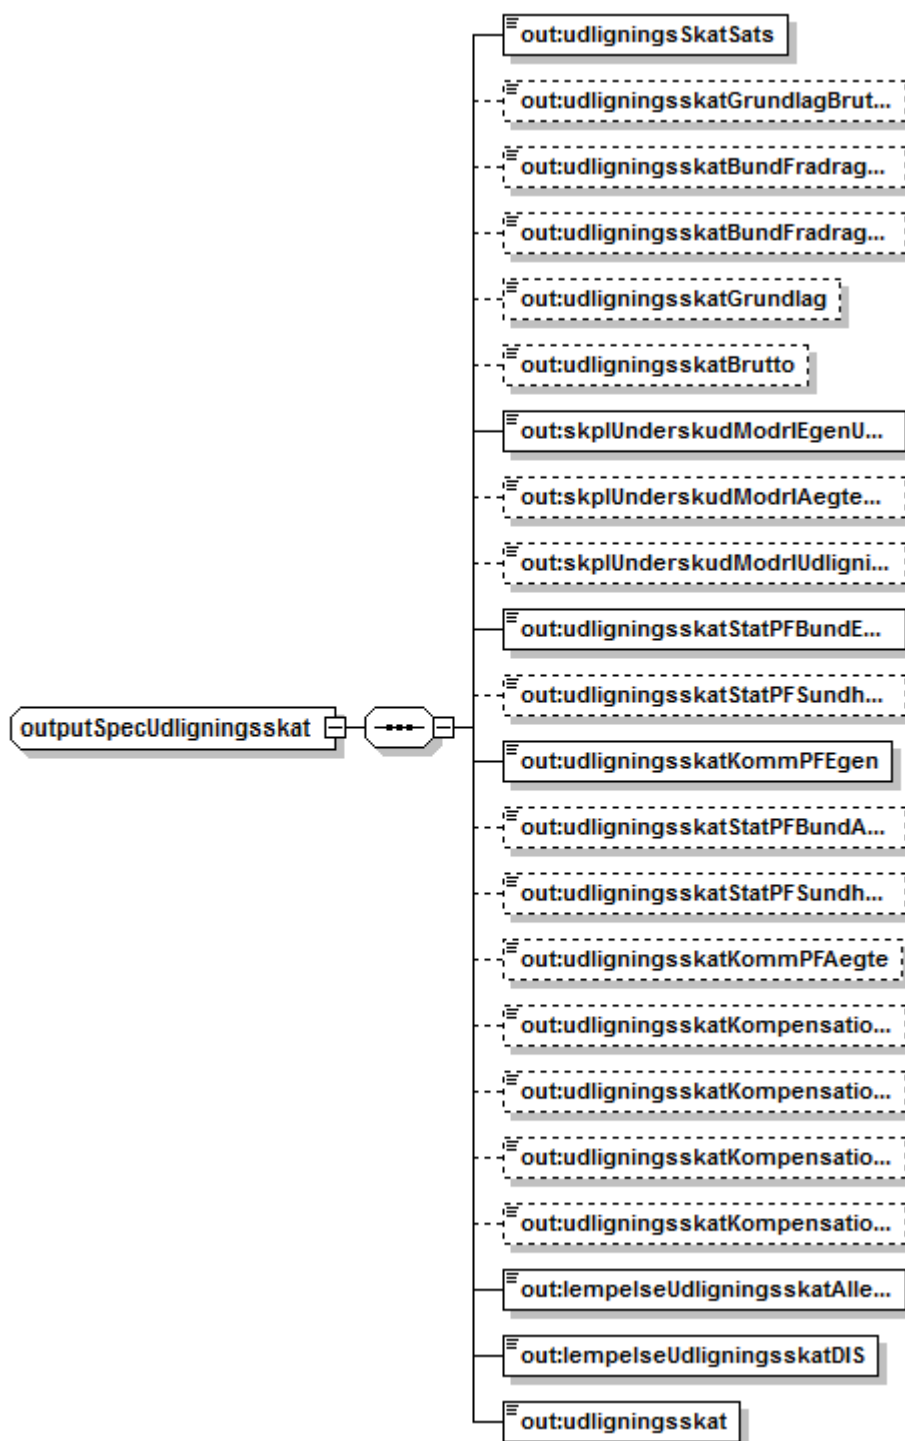 out:udligningsSkatSats
out:udligningsskatGrundlagBrut...
out:udligningsskatBundFradrag...
out:udligningsskatBundFradrag...
out:udligningsskatGrundlag
out:udligningsskatBrutto
out:skplUnderskudModrlEgenU...
out:skplUnderskudModrlAegte...
out:skplUnderskudModrlUdligni...
out:udligningsskatStatPFBundE...
out:udligningsskatStatPFSundh...
outputSpecUdligningsskat
out:udligningsskatKommPFEgen
out:udligningsskatStatPFBundA...
out:udligningsskatStatPFSundh...
out:udligningsskatKommPFAegte
out:udligningsskatKompensatio...
out:udligningsskatKompensatio...
out:udligningsskatKompensatio...
out:udligningsskatKompensatio...
out:lempelseUdligningsskatAlle...
out:lempelseUdligningsskatDIS
out:udligningsskat